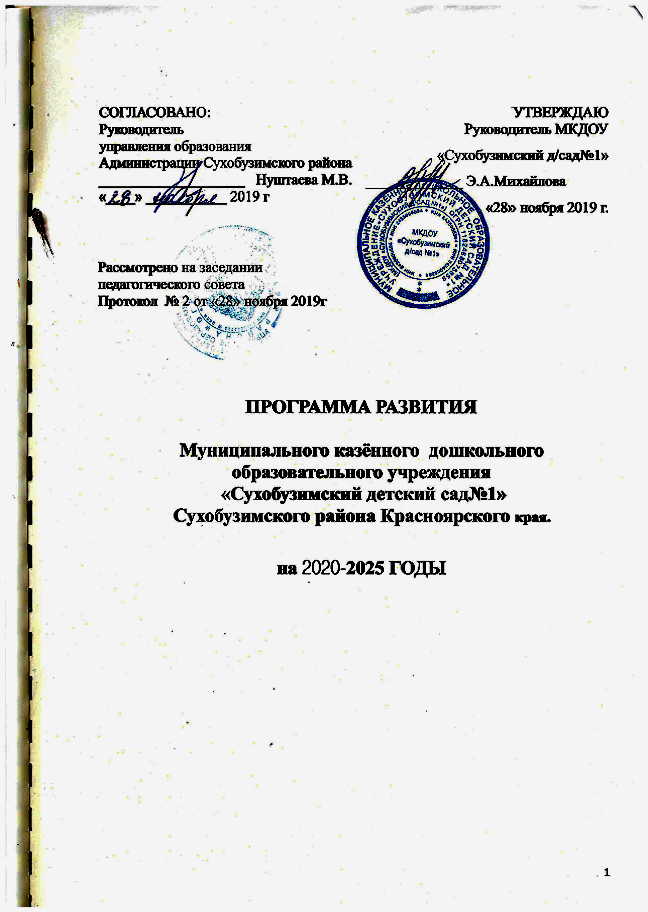 СОГЛАСОВАНО:
Руководитель
управления образования
Администрации Сухобузимского района
Нуштаева М.В.
«28» ноября 2019 г
УТВЕРЖДАЮ
Руководитель МКДОУ
«Сухобузимский д/сад№1»
Э.А.Михайлова
«28» ноября 2019 г.
МКДОУ
«Сухобузимский
д/сад №1»
Рассмотрено на заседании
педагогического совета
Протокол № 2 от «28» ноября 2019г
ПРОГРАММА РАЗВИТИЯ
Муниципального казённого дошкольного
образовательного учреждения
«Сухобузимский детский сад№1»
Сухобузимского района Красноярского края.
на 2020-2025 ГОДЫ
1